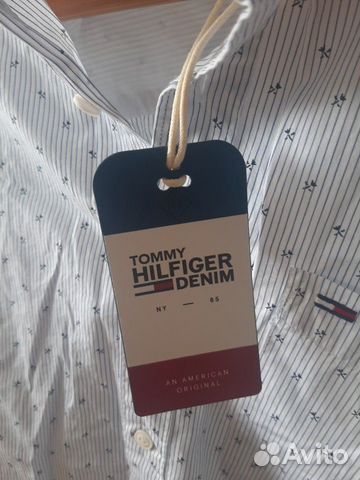 TOMMY
HILFIGER
DENIM
NY — 85
AN AMERICAN
ORIGINAL
Avito